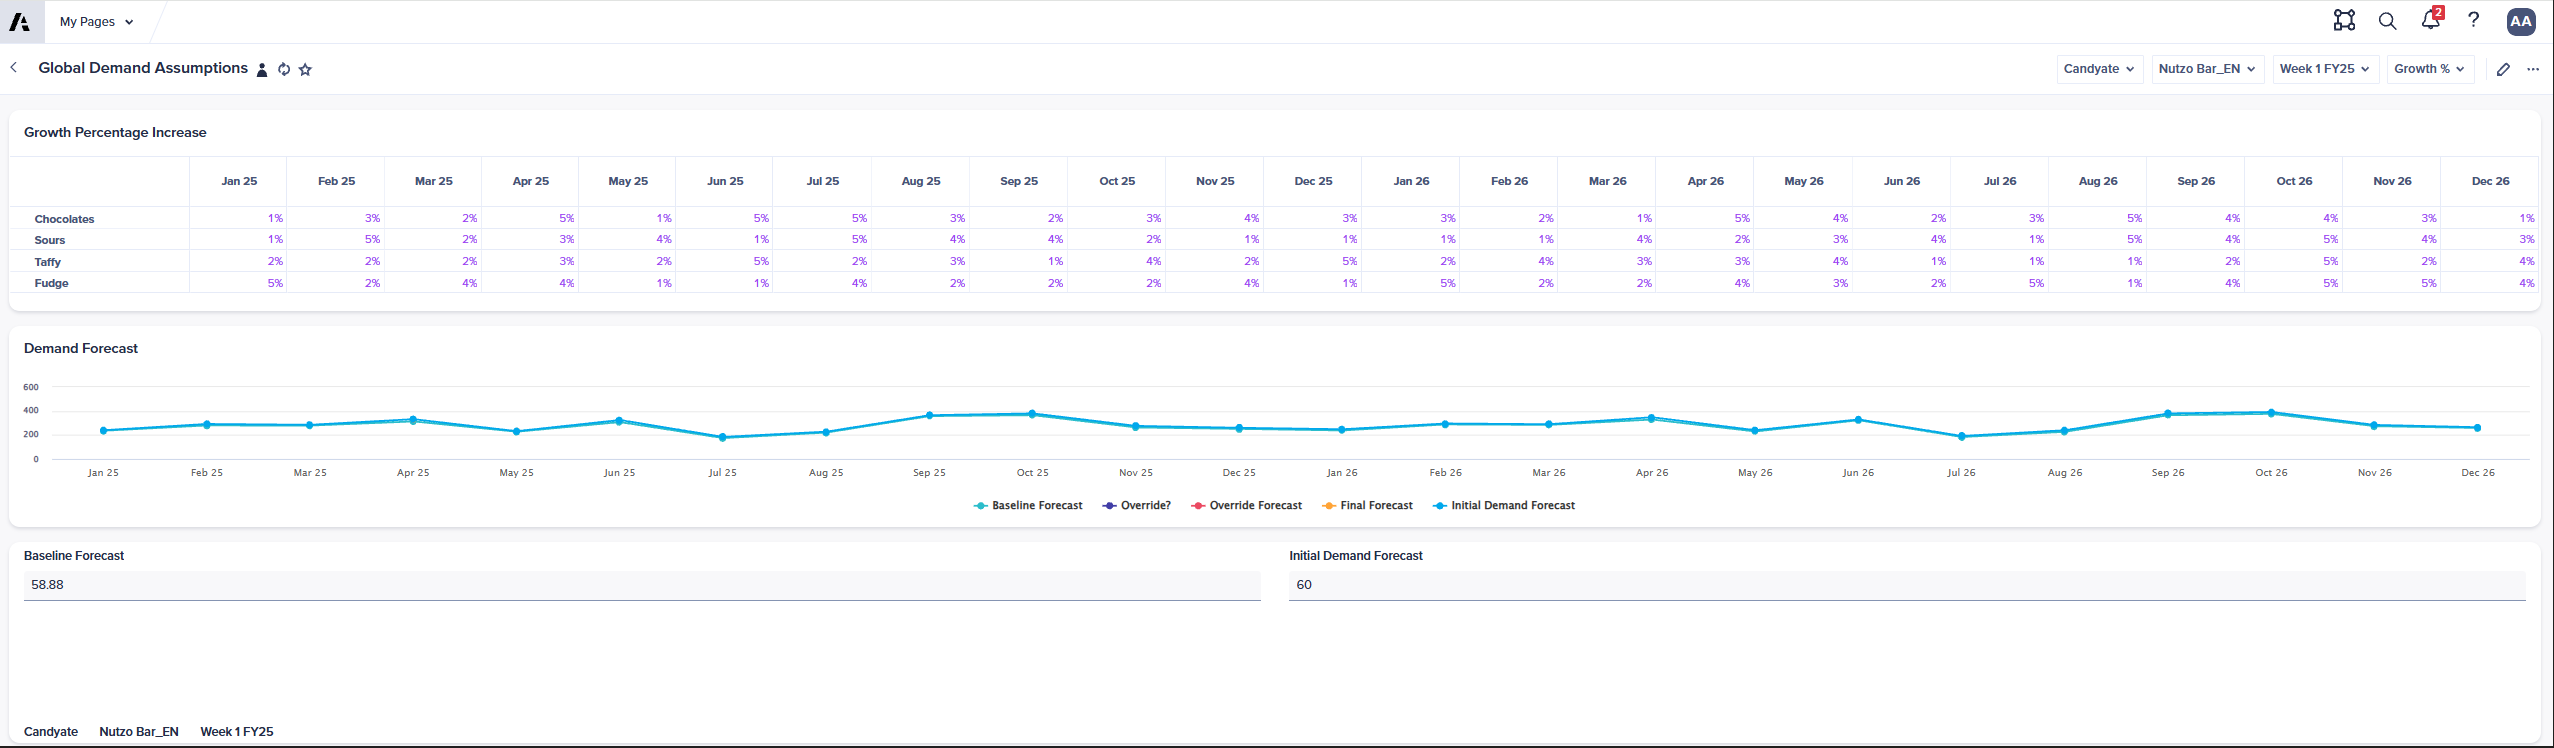 My Pages
2
?
AA
Global Demand Assumptions
Candyate Nutzo Bar_EN Week 1 FY25 Growth %
Growth Percentage Increase
Jan 25 Feb 25 Mar 25 Apr 25 May 25 Jun 25 Jul 25 Aug 25 Sep 25 Oct 25 Nov 25 Dec 25 Jan 26 Feb 26 Mar 26 Apr 26 May 26 Jun 26 Jul 26 Aug 26 Sep 26 Oct 26 Nov 26 Dec 26
Chocolates 1% 3% 2% 5% 1% 5% 5% 3% 2% 3% 4% 3% 3% 2% 1% 5% 4% 2% 3% 5% 4% 4% 3% 1%
Sours 1% 5% 2% 3% 4% 1% 5% 4% 4% 2% 1% 1% 1% 1% 4% 2% 3% 4% 1% 5% 4% 5% 4% 3%
Taffy 2% 2% 2% 3% 2% 5% 2% 3% 1% 4% 2% 5% 2% 4% 3% 3% 4% 1% 1% 1% 2% 5% 2% 4%
Fudge 5% 2% 4% 4% 1% 1% 4% 2% 2% 2% 4% 1% 5% 2% 2% 4% 3% 2% 5% 1% 4% 5% 5% 4%
Demand Forecast
600
400
200
0
Jan 25 Feb 25 Mar 25 Apr 25 May 25 Jun 25 Jul 25 Aug 25 Sep 25 Oct 25 Nov 25 Dec 25 Jan 26 Feb 26 Mar 26 Apr 26 May 26 Jun 26 Jul 26 Aug 26 Sep 26 Oct 26 Nov 26 Dec 26
Baseline Forecast Override? Override Forecast Final Forecast Initial Demand Forecast
Baseline Forecast Initial Demand Forecast
58.88 60
Candyate Nutzo Bar_EN Week 1 FY25